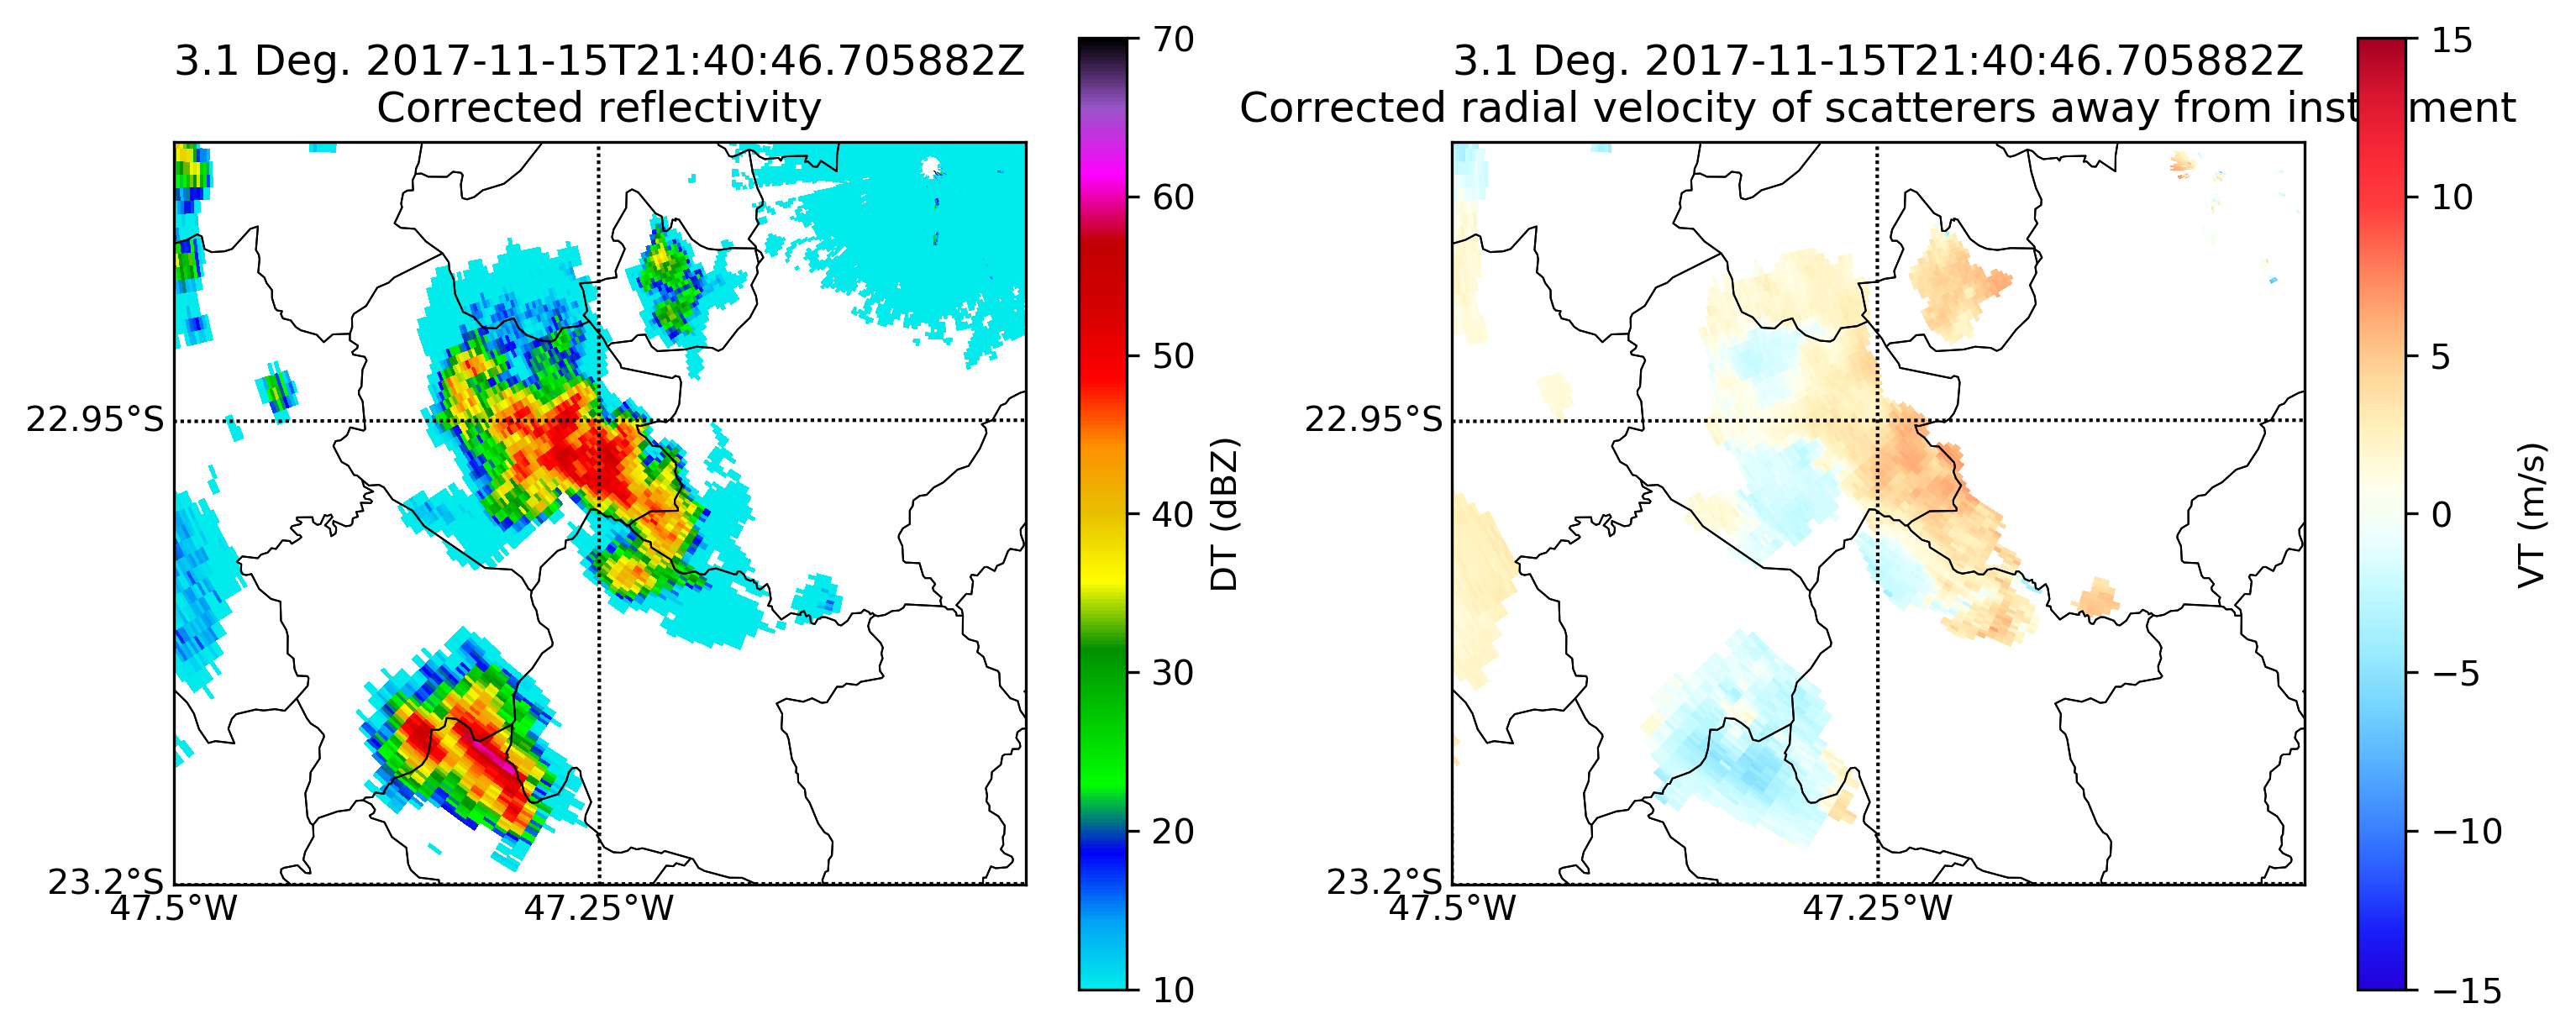 3.1 Deg. 2017-11-15T21:40:46.705882Z
Corrected reflectivity
22.95°S
23.2°S
47.5°W
47.25°W
70
60
50
40
30
20
10
DT (dBZ)
3.1 Deg. 2017-11-15T21:40:46.705882Z
Corrected radial velocity of scatterers away from inst ment
22.95°S
23.2°S
47.5°W
47.25°W
15
10
5
0
−5
−10
−15
VT (m/s)